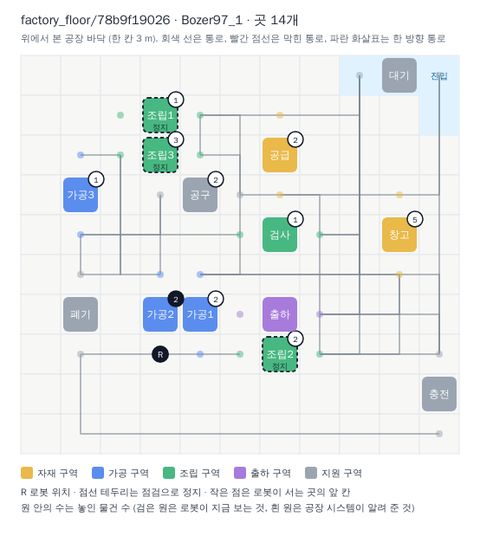 factory_floor/78b9f19026 · Bozer97_1 · 곳 14개
위에서 본 공장 바닥 (한 칸 3 m). 회색 선은 통로, 빨간 점선은 막힌 통로, 파란 화살표는 한 방향 통로
대기
조립1
1
정지
조립3
3
정지
공급
2
가공3
1
공구
2
검사
1
창고
5
폐기
가공2
2
가공1
2
출하
조립2
2
정지
R
충전
자재 구역
가공 구역
조립 구역
출하 구역
지원 구역
R 로봇 위치 · 점선 테두리는 점검으로 정지 · 작은 점은 로봇이 서는 곳의 앞 칸
원 안의 수는 놓인 물건 수 (검은 원은 로봇이 지금 보는 것, 흰 원은 공장 시스템이 알려 준 것)